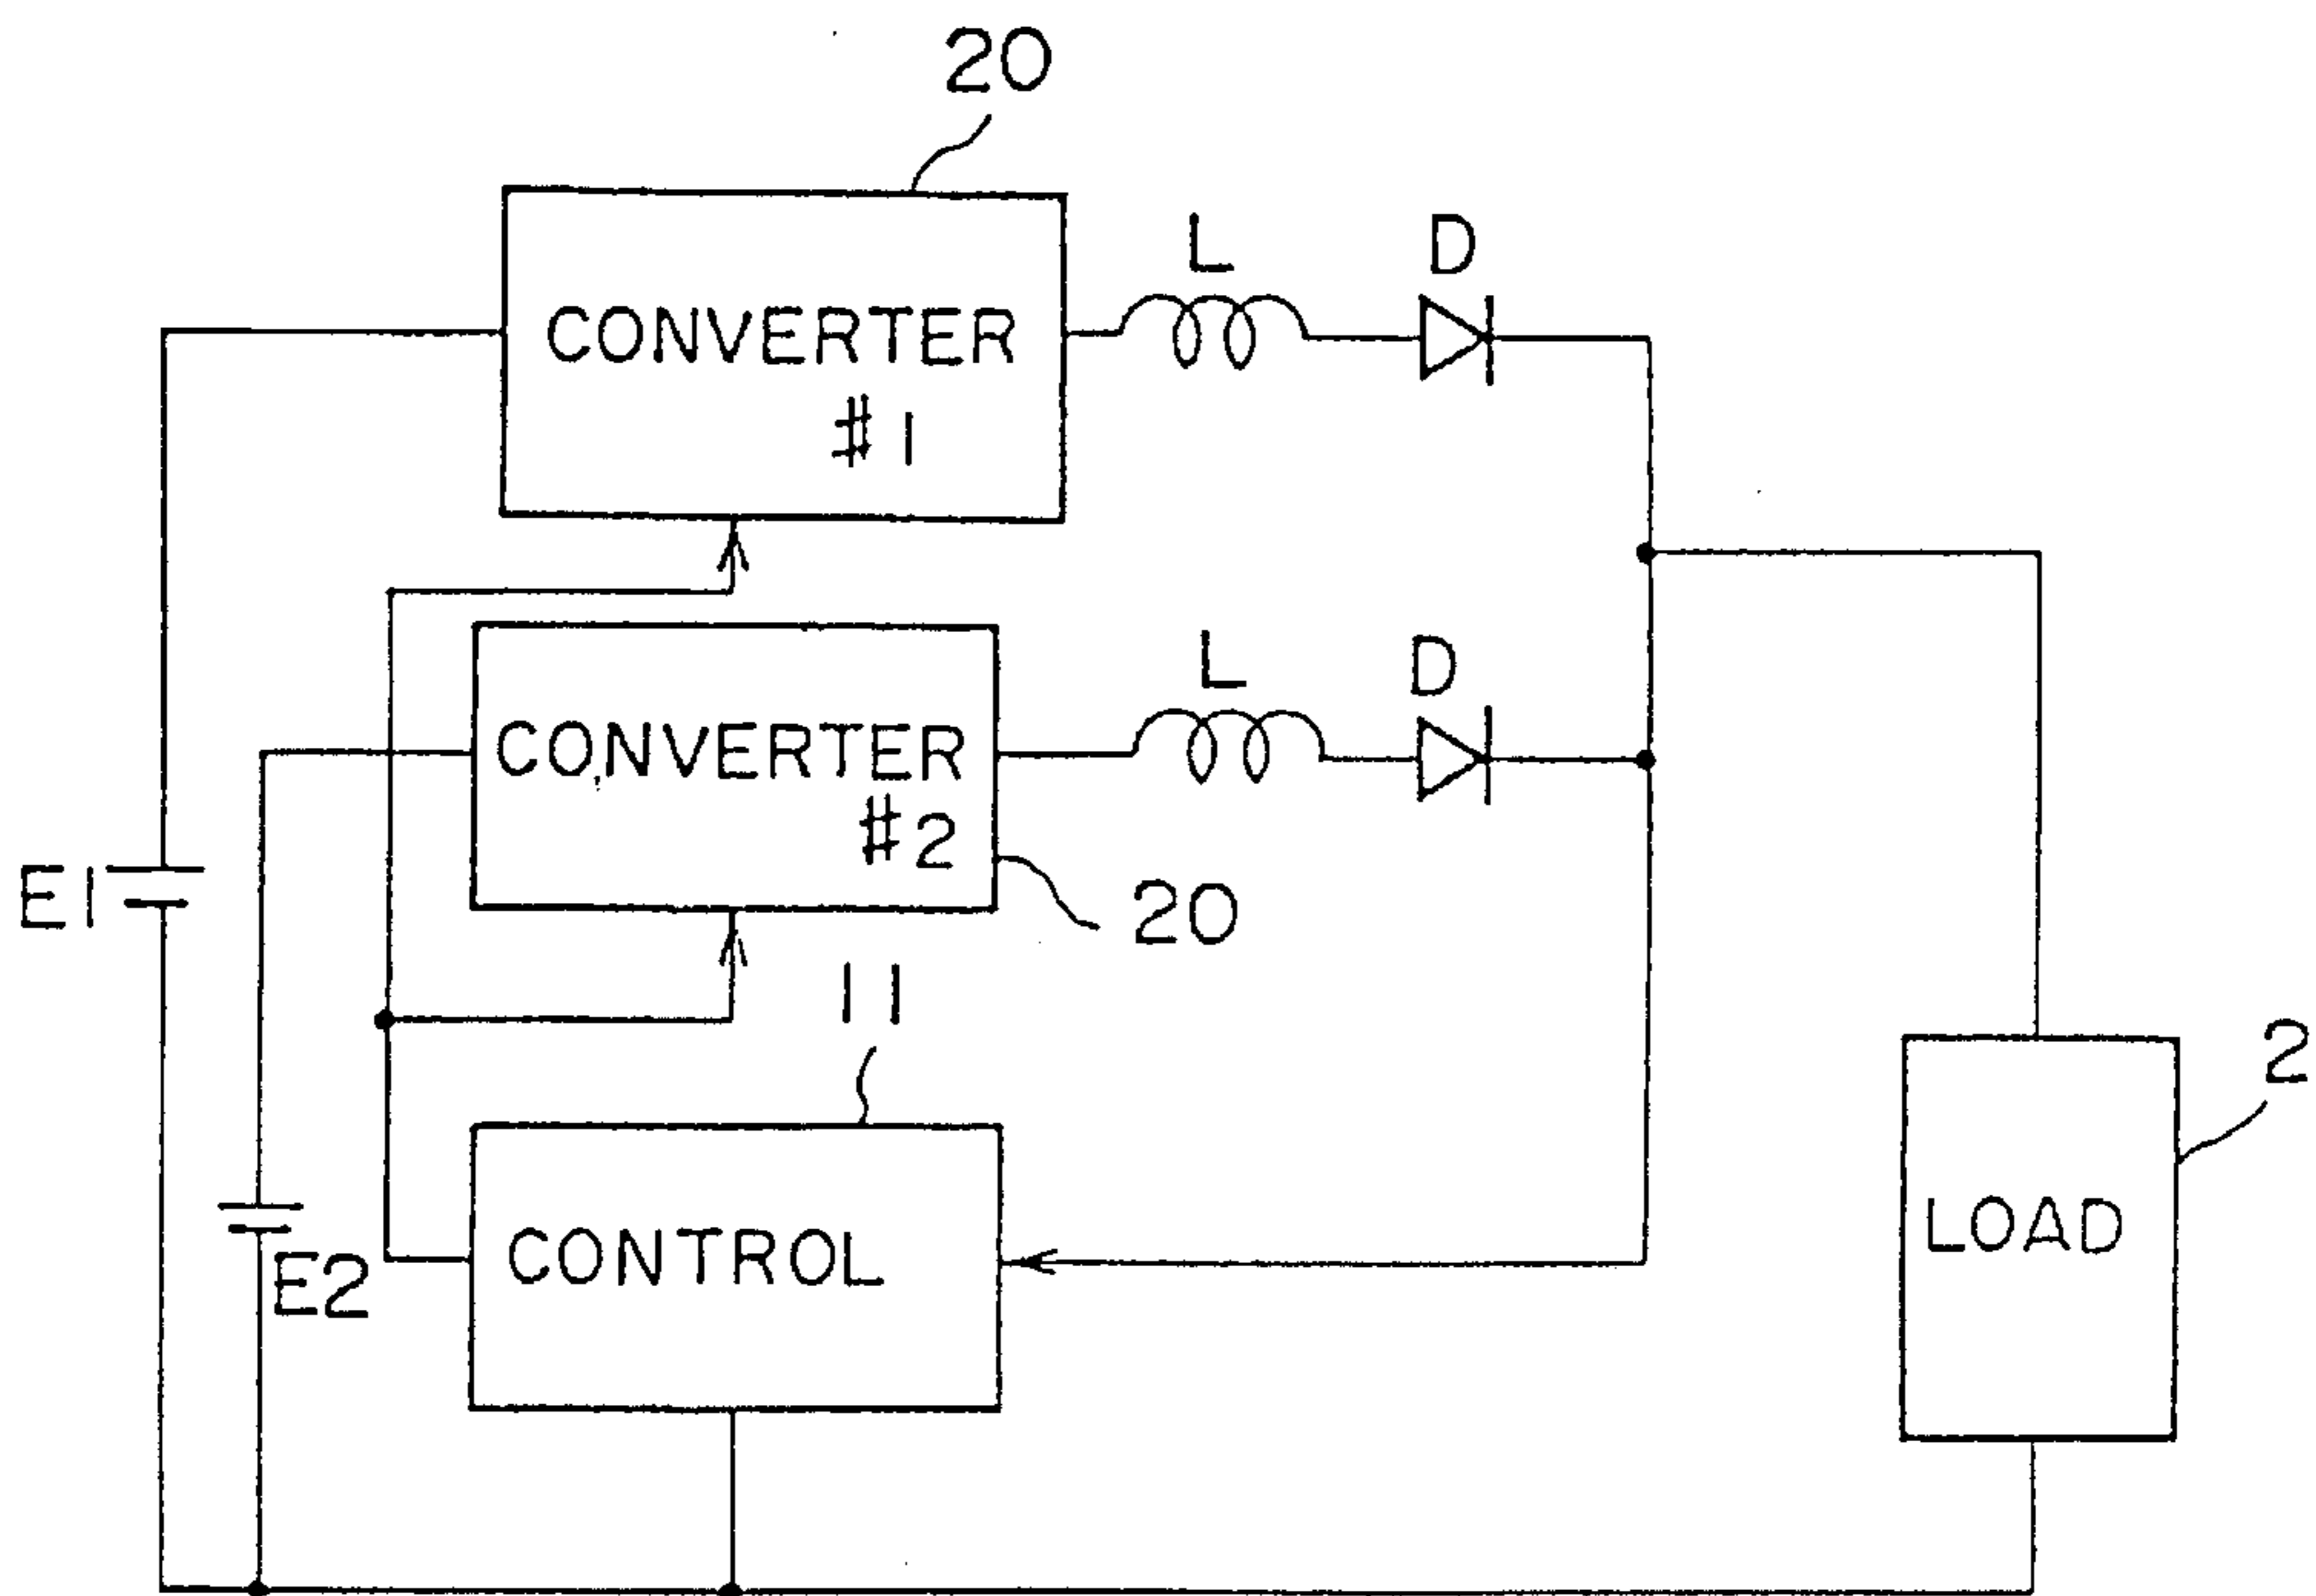 20
L
D
CONVERTER
#1
L
D
CONVERTER
#2
E1
20
11
2
LOAD
CONTROL
E2